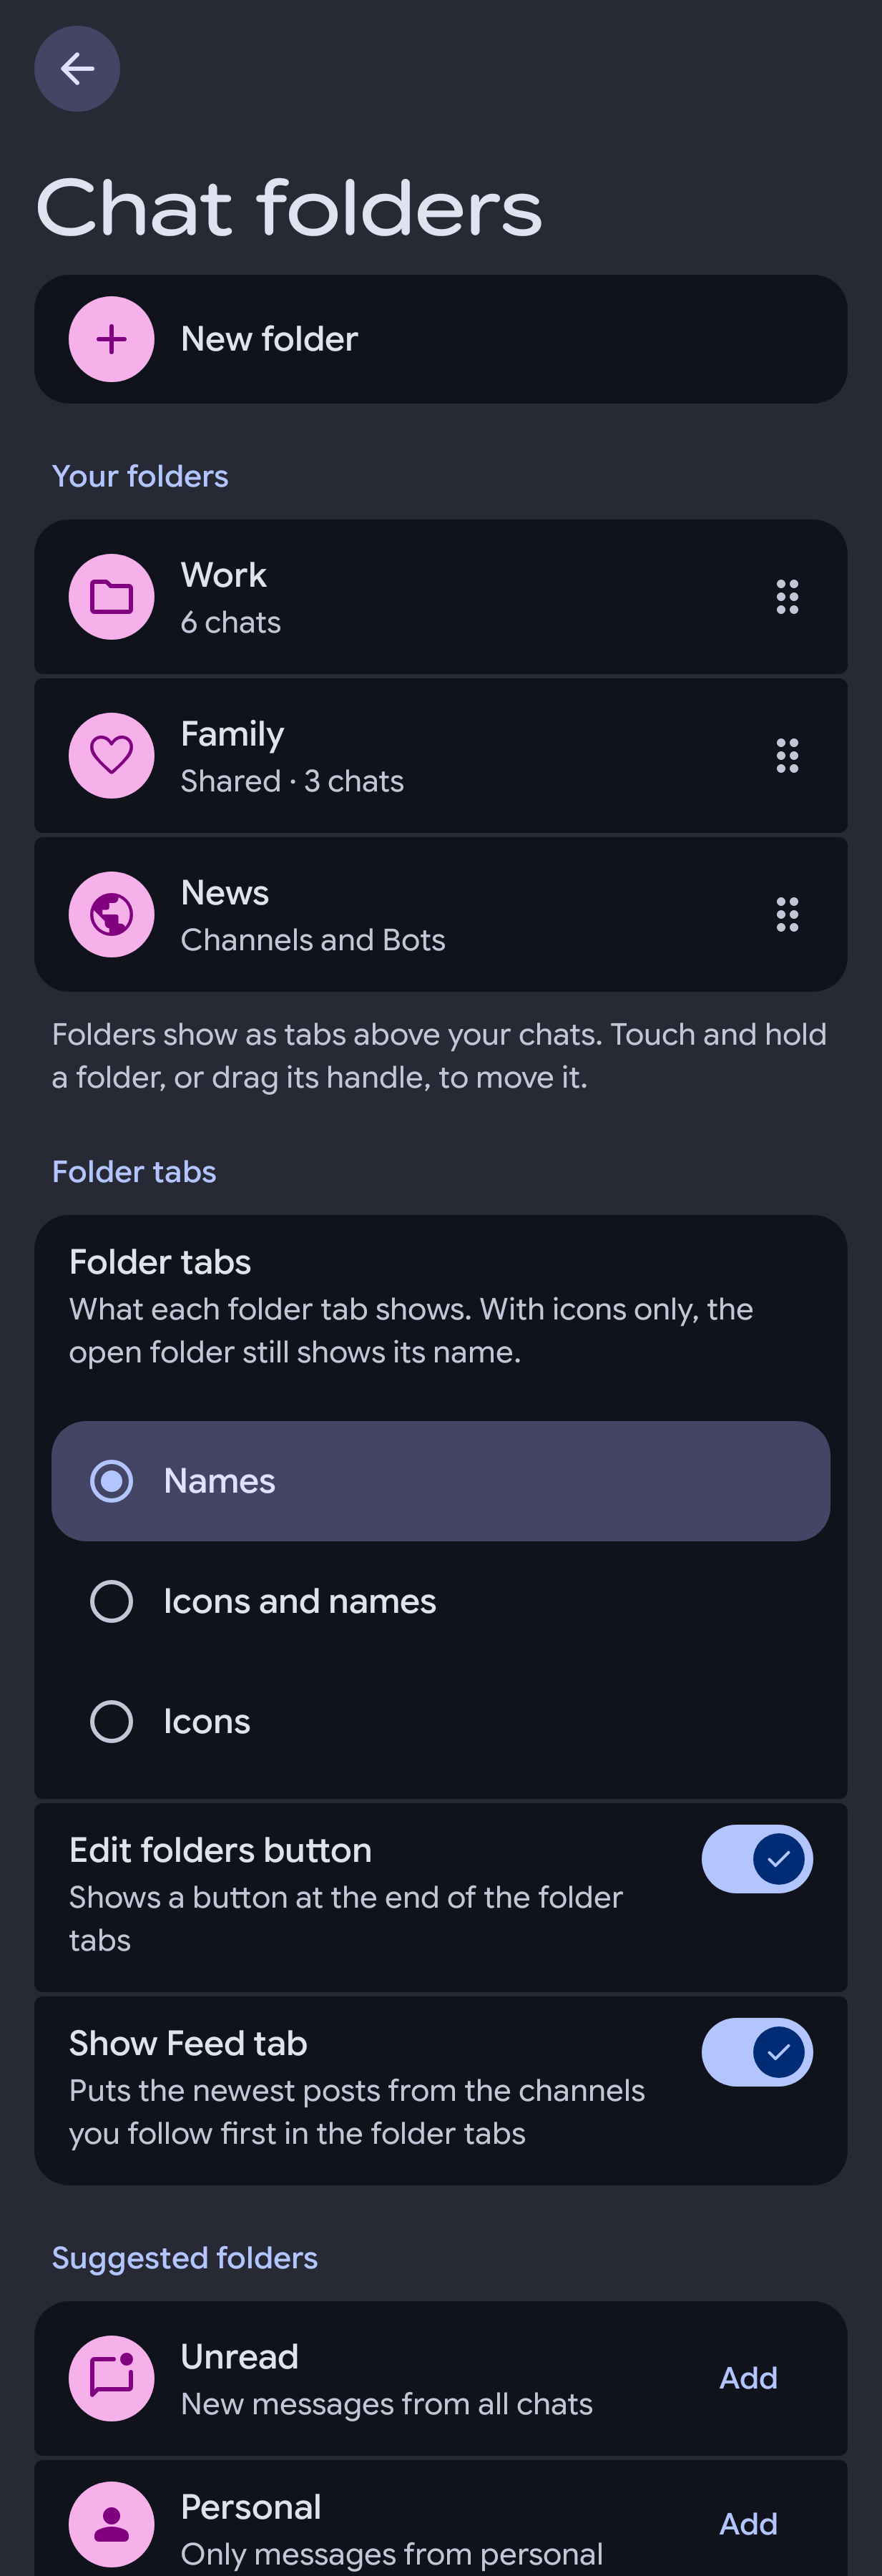 Chat folders
New folder
Your folders
Work
6 chats
Family
Shared · 3 chats
News
Channels and Bots
Folders show as tabs above your chats. Touch and hold
a folder, or drag its handle, to move it.
Folder tabs
Folder tabs
What each folder tab shows. With icons only, the
open folder still shows its name.
Names
Icons and names
Icons
Edit folders button
Shows a button at the end of the folder
tabs
Show Feed tab
Puts the newest posts from the channels
you follow first in the folder tabs
Suggested folders
Unread
New messages from all chats
Add
Personal
Only messages from personal
Add